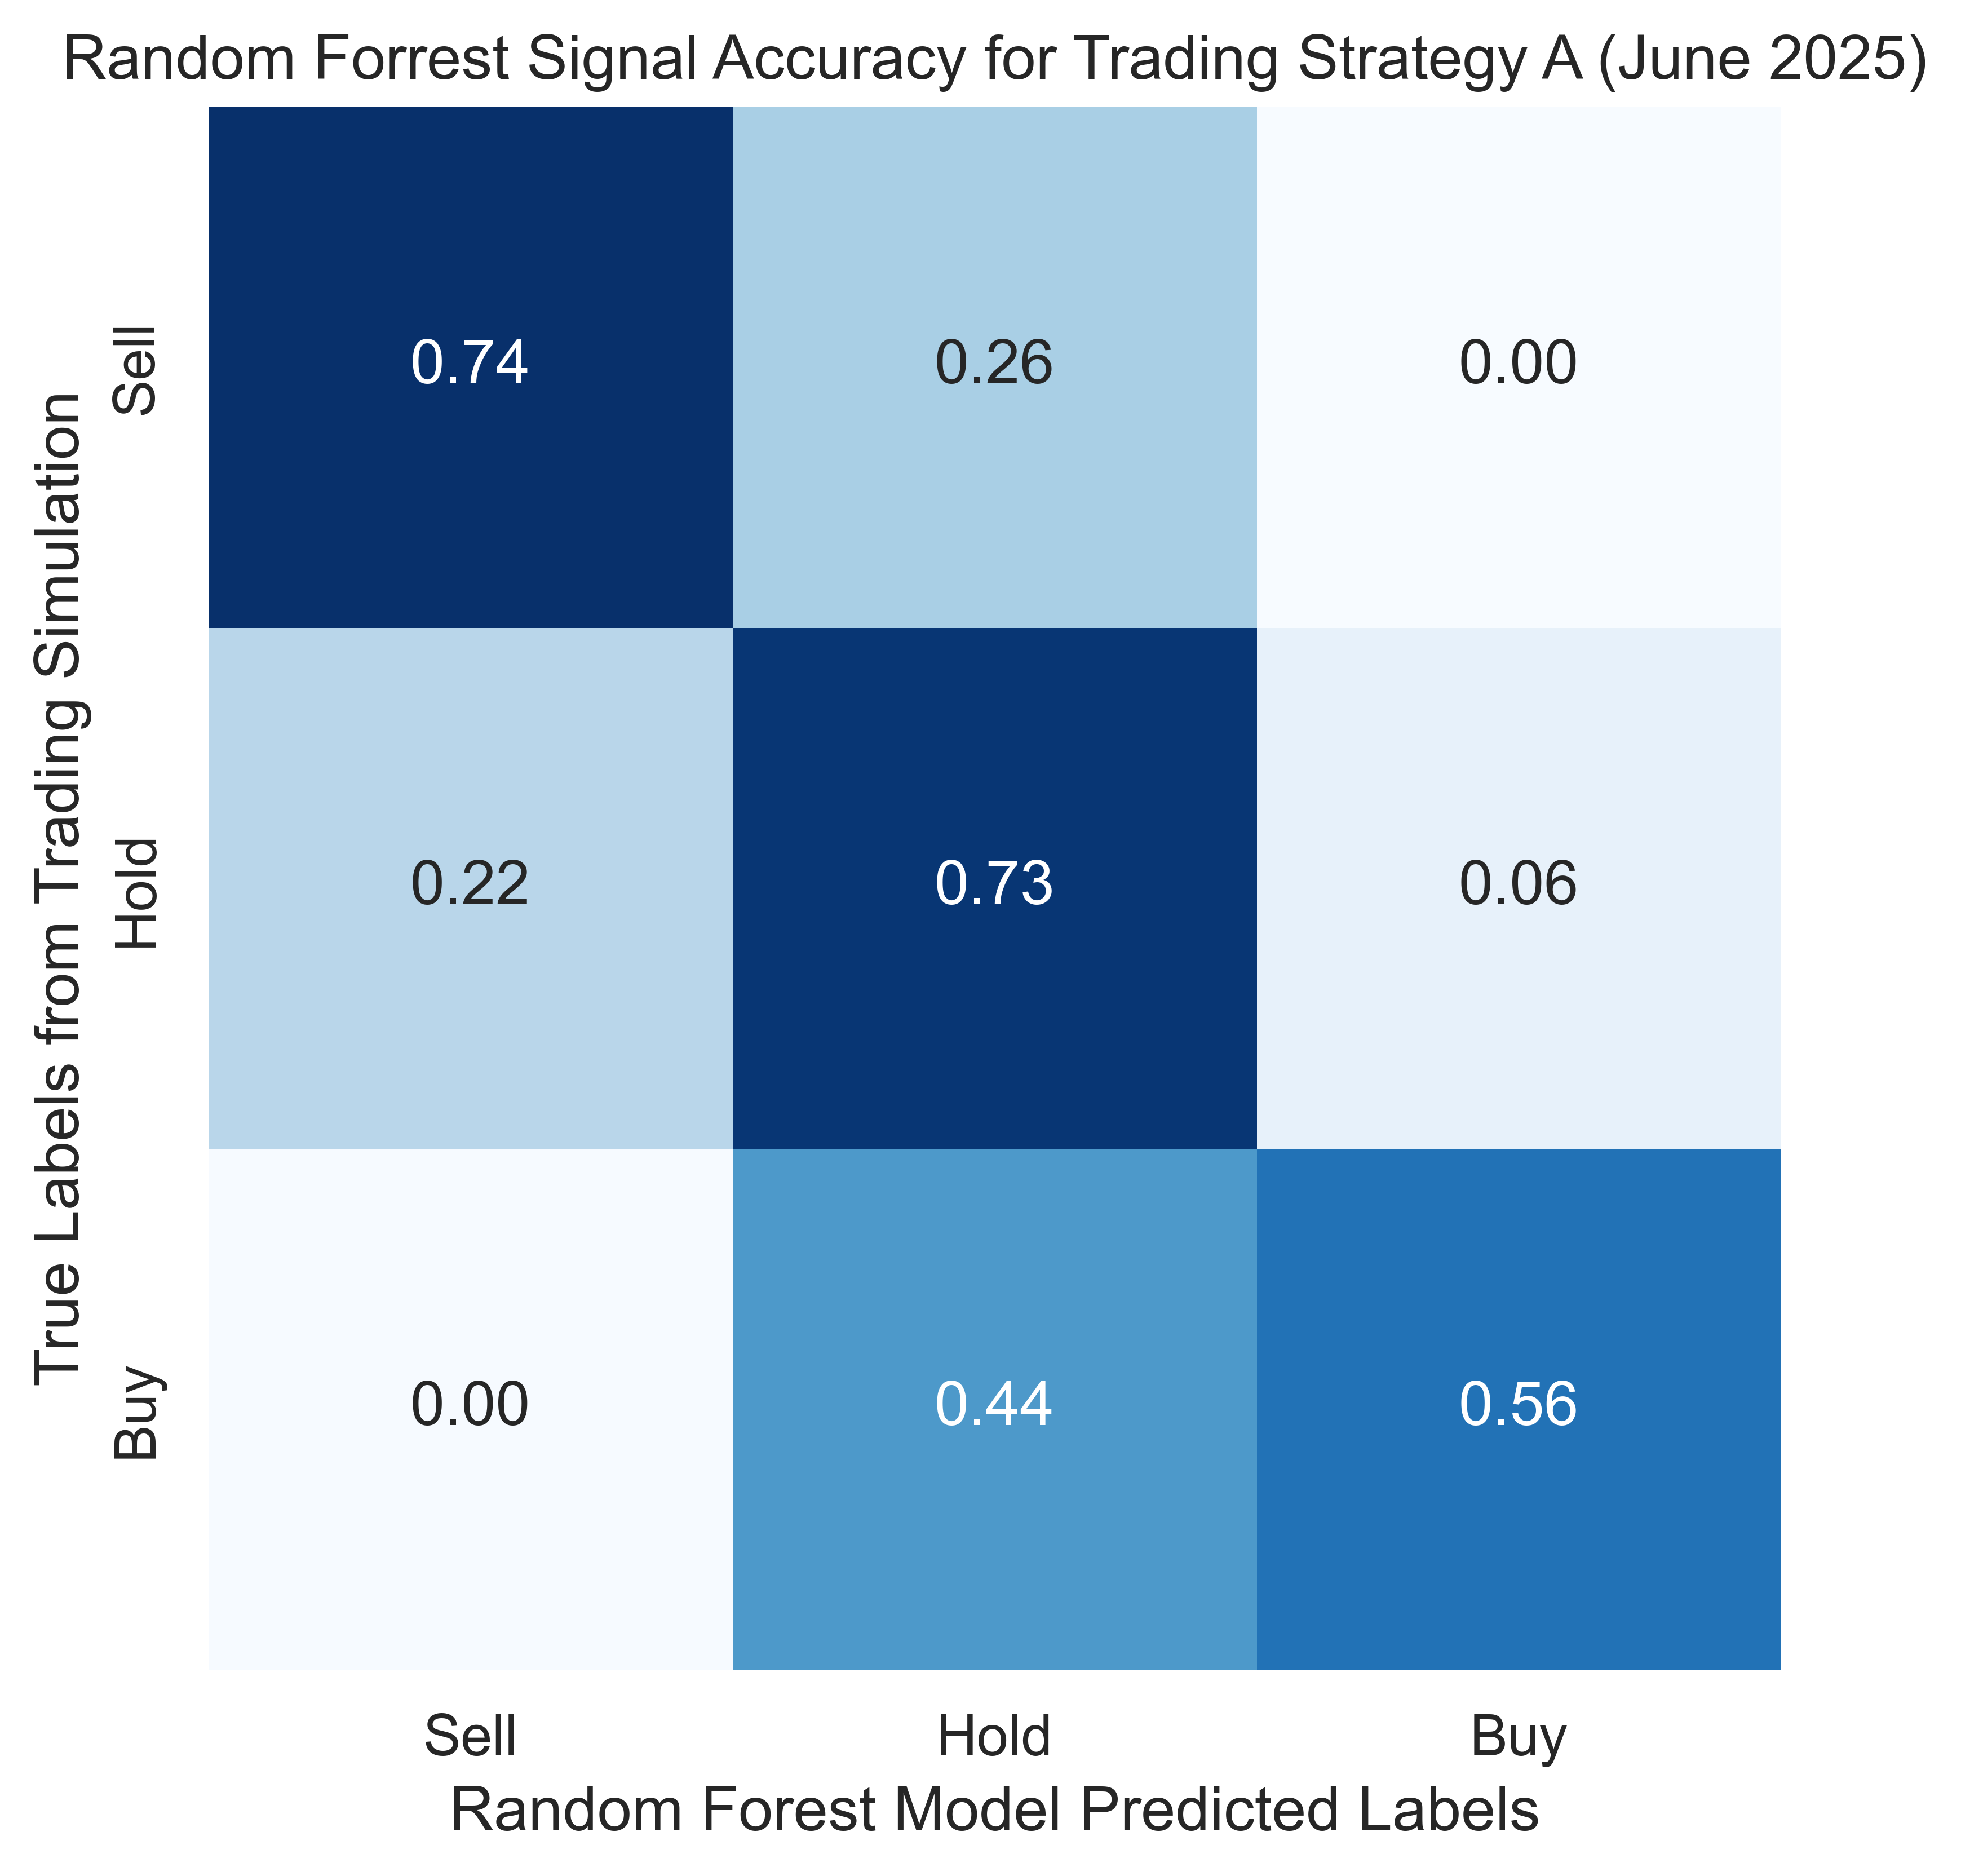 Random Forrest Signal Accuracy for Trading Strategy A (June 2025)
True Labels from Trading Simulation
Sell
0.74 0.26 0.00
Hold
0.22 0.73 0.06
Buy
0.00 0.44 0.56
Sell Hold Buy
Random Forest Model Predicted Labels